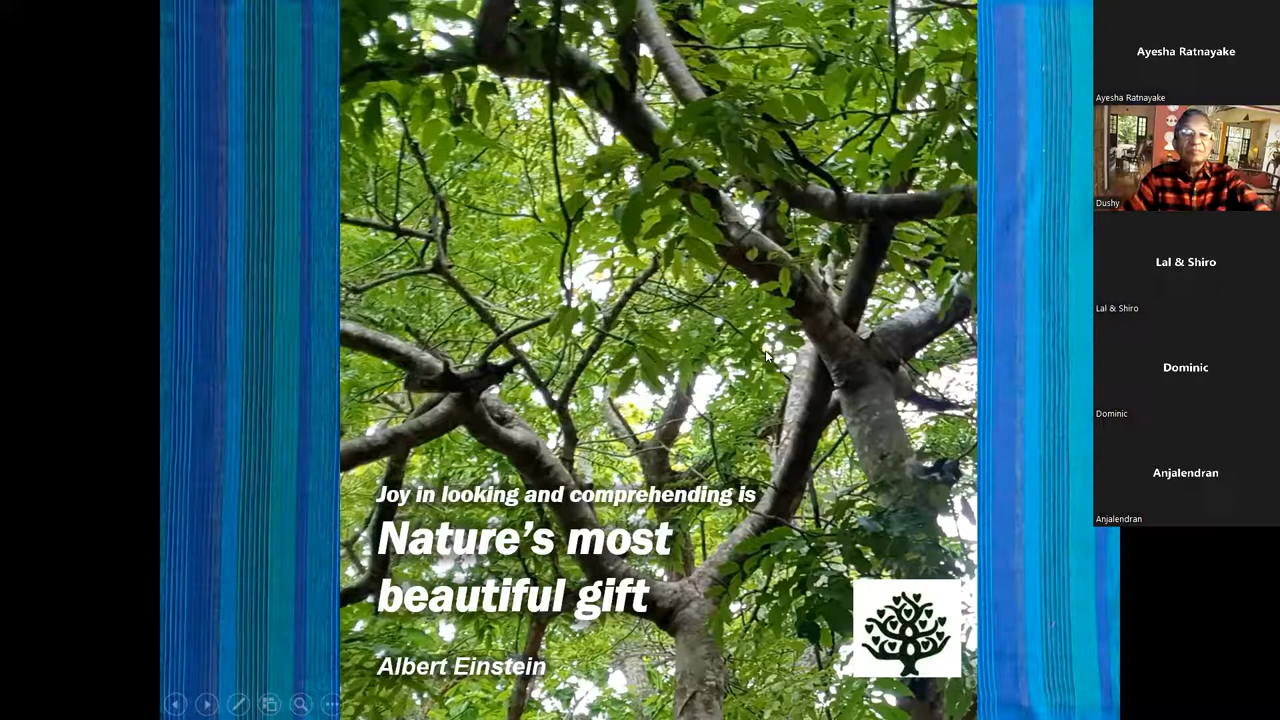 Joy in looking and comprehending is
Nature's most
beautiful gift
Albert Einstein
Ayesha Ratnayake
Ayesha Ratnayake
Dushy
Lal & Shiro
Lal & Shiro
Dominic
Dominic
Anjalendran
Anjalendran